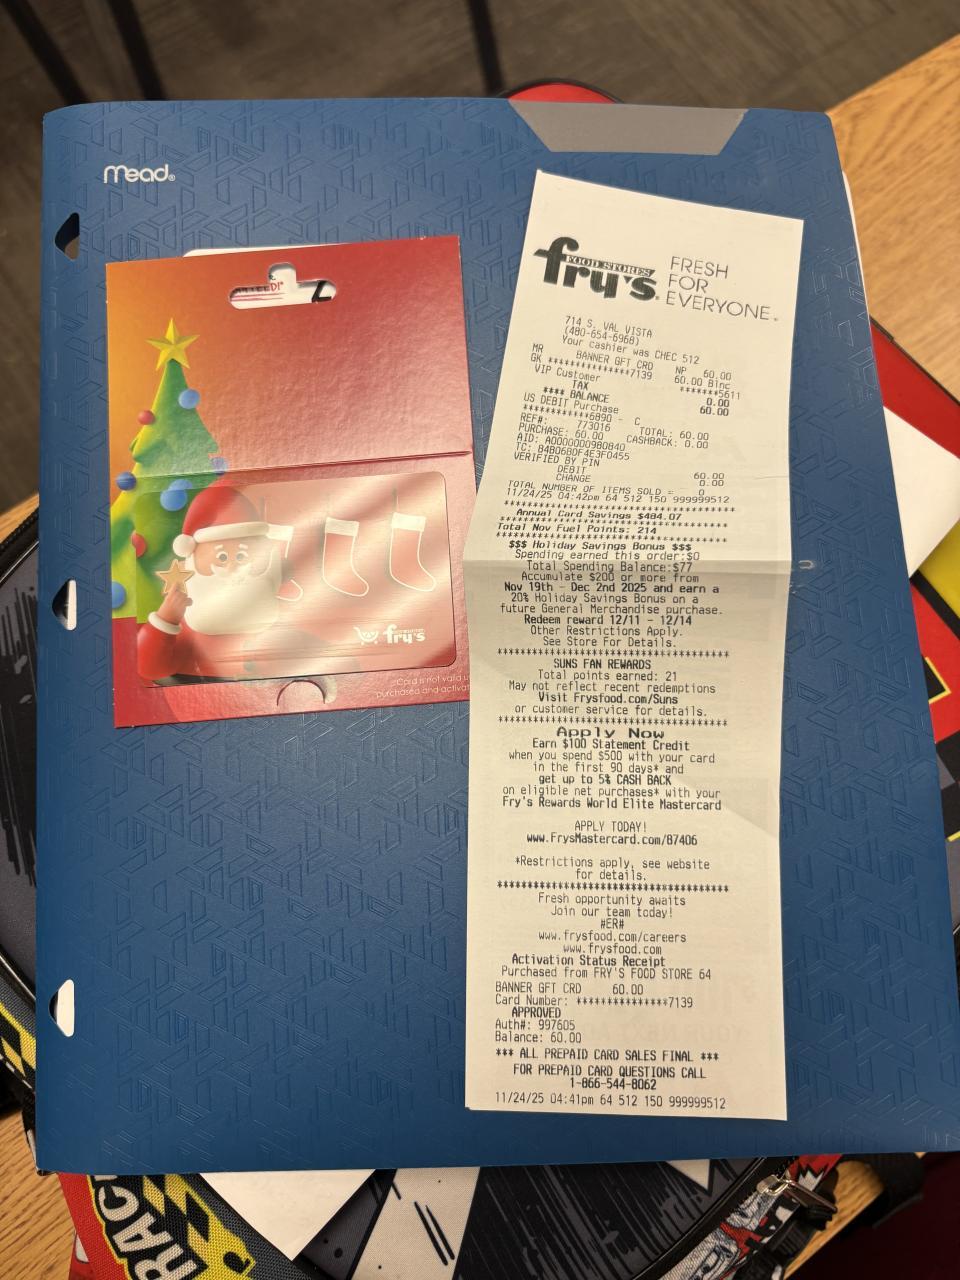 Mead®
fry's
Card is not valid u
purchased and activat
FOOD STORES
fry's.
FRESH
FOR
EVERYONE.
714 S. VAL VISTA
(480-654-6968)
Your cashier was CHEC 512
MR BANNER GFT CRD NP 60.00
GK ***************7139 60.00 BInc
VIP Customer *******5611
TAX 0.00
**** BALANCE 60.00
US DEBIT Purchase
************6890 - C
REF#: 773016 TOTAL: 60.00
PURCHASE: 60.00 CASHBACK: 0.00
AID: A0000000980840
TC: B4B06B0F4E3F0455
VERIFIED BY PIN
DEBIT 60.00
CHANGE 0.00
TOTAL NUMBER OF ITEMS SOLD = 0
11/24/25 04:42pm 64 512 150 999999512
************************************
Annual Card Savings $484.07
************************************
Total Nov Fuel Points: 214
************************************
$$$ Holiday Savings Bonus $$$
Spending earned this order:$0
Total Spending Balance:$77
Accumulate $200 or more from
Nov 19th - Dec 2nd 2025 and earn a
20% Holiday Savings Bonus on a
future General Merchandise purchase.
Redeem reward 12/11 - 12/14
Other Restrictions Apply.
See Store For Details.
************************************
SUNS FAN REWARDS
Total points earned: 21
May not reflect recent redemptions
Visit Frysfood.com/Suns
or customer service for details.
************************************
Apply Now
Earn $100 Statement Credit
when you spend $500 with your card
in the first 90 days* and
get up to 5% CASH BACK
on eligible net purchases* with your
Fry's Rewards World Elite Mastercard
APPLY TODAY!
www.FrysMastercard.com/87406
*Restrictions apply, see website
for details.
************************************
Fresh opportunity awaits
Join our team today!
#ER#
www.frysfood.com/careers
www.frysfood.com
Activation Status Receipt
Purchased from FRY'S FOOD STORE 64
BANNER GFT CRD 60.00
Card Number: ***************7139
APPROVED
Auth#: 997605
Balance: 60.00
*** ALL PREPAID CARD SALES FINAL ***
FOR PREPAID CARD QUESTIONS CALL
1-866-544-8062
11/24/25 04:41pm 64 512 150 999999512